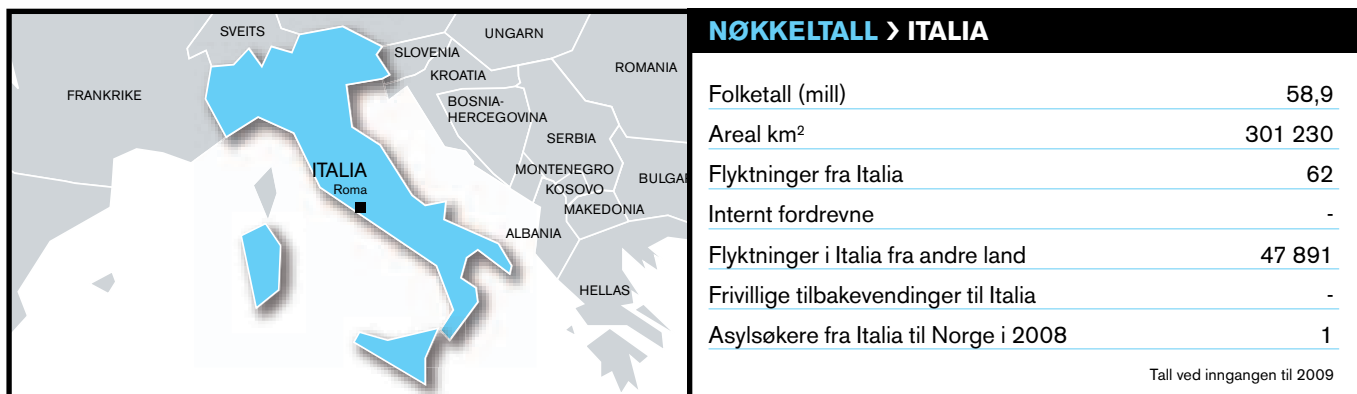 SVEITS
UNGARN
SLOVENIA
KROATIA
ROMANIA
FRANKRIKE
BOSNIA-
HERCEGOVINA
SERBIA
ITALIA
Roma
MONTENEGRO
KOSOVO
BULGA
MAKEDONIA
ALBANIA
HELLAS
NØKKELTALL › ITALIA
Folketall (mill) 58,9
Areal km² 301 230
Flyktninger fra Italia 62
Internt fordrevne -
Flyktninger i Italia fra andre land 47 891
Frivillige tilbakevendinger til Italia -
Asylsøkere fra Italia til Norge i 2008 1
Tall ved inngangen til 2009